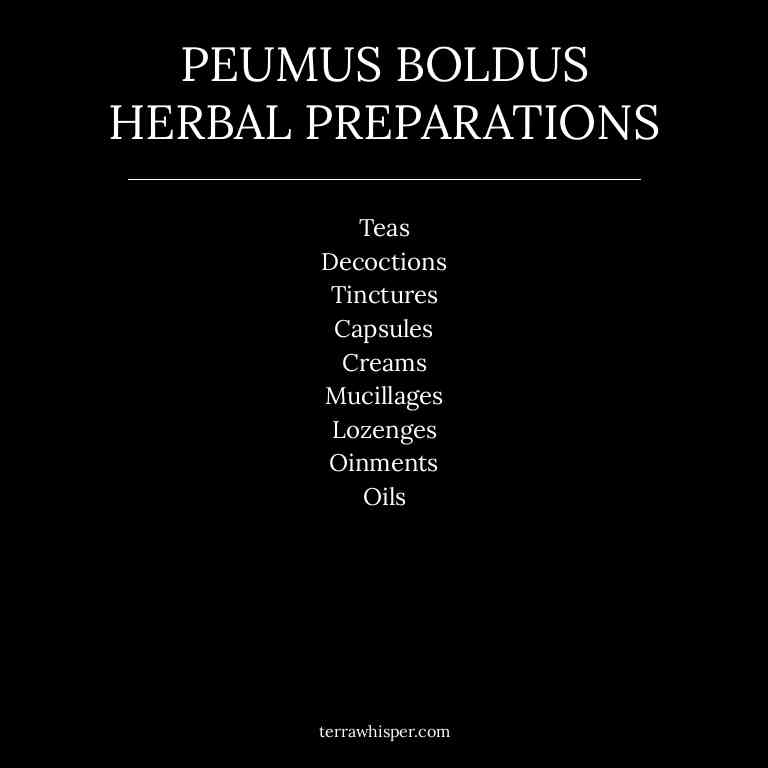 PEUMUS BOLDUS
HERBAL PREPARATIONS
Teas
Decoctions
Tinctures
Capsules
Creams
Mucillages
Lozenges
Oinments
Oils
terrawhisper.com